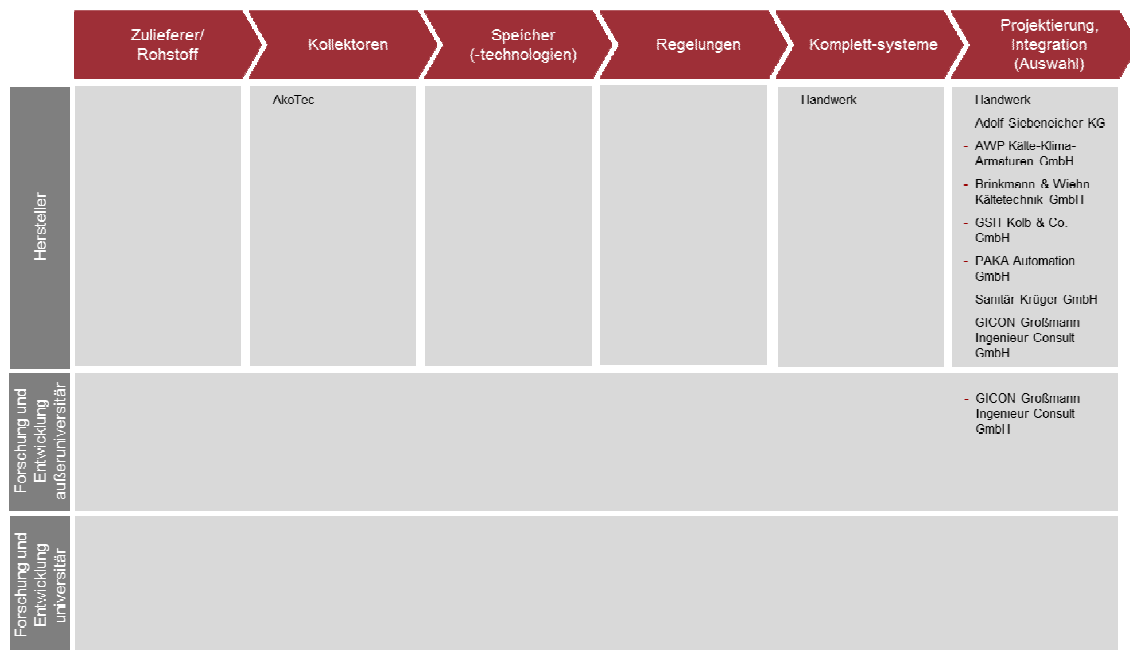 Zulieferer/
Rohstoff
Kollektoren
Speicher
(-technologien)
Regelungen
Komplett-systeme
Projektierung,
Integration
(Auswahl)
Hersteller
AkoTec
Handwerk
Handwerk
Adolf Siebeneicher KG
- AWP Kälte-Klima-
Armaturen GmbH
- Brinkmann & Wiehn
Kältetechnik GmbH
- GSH Kolb & Co.
GmbH
- PAKA Automation
GmbH
Sanitär Krüger GmbH
GICON Großmann
Ingenieur Consult
GmbH
Forschung und
Entwicklung
außeruniversitär
- GICON Großmann
Ingenieur Consult
GmbH
Forschung und
Entwicklung
universitär